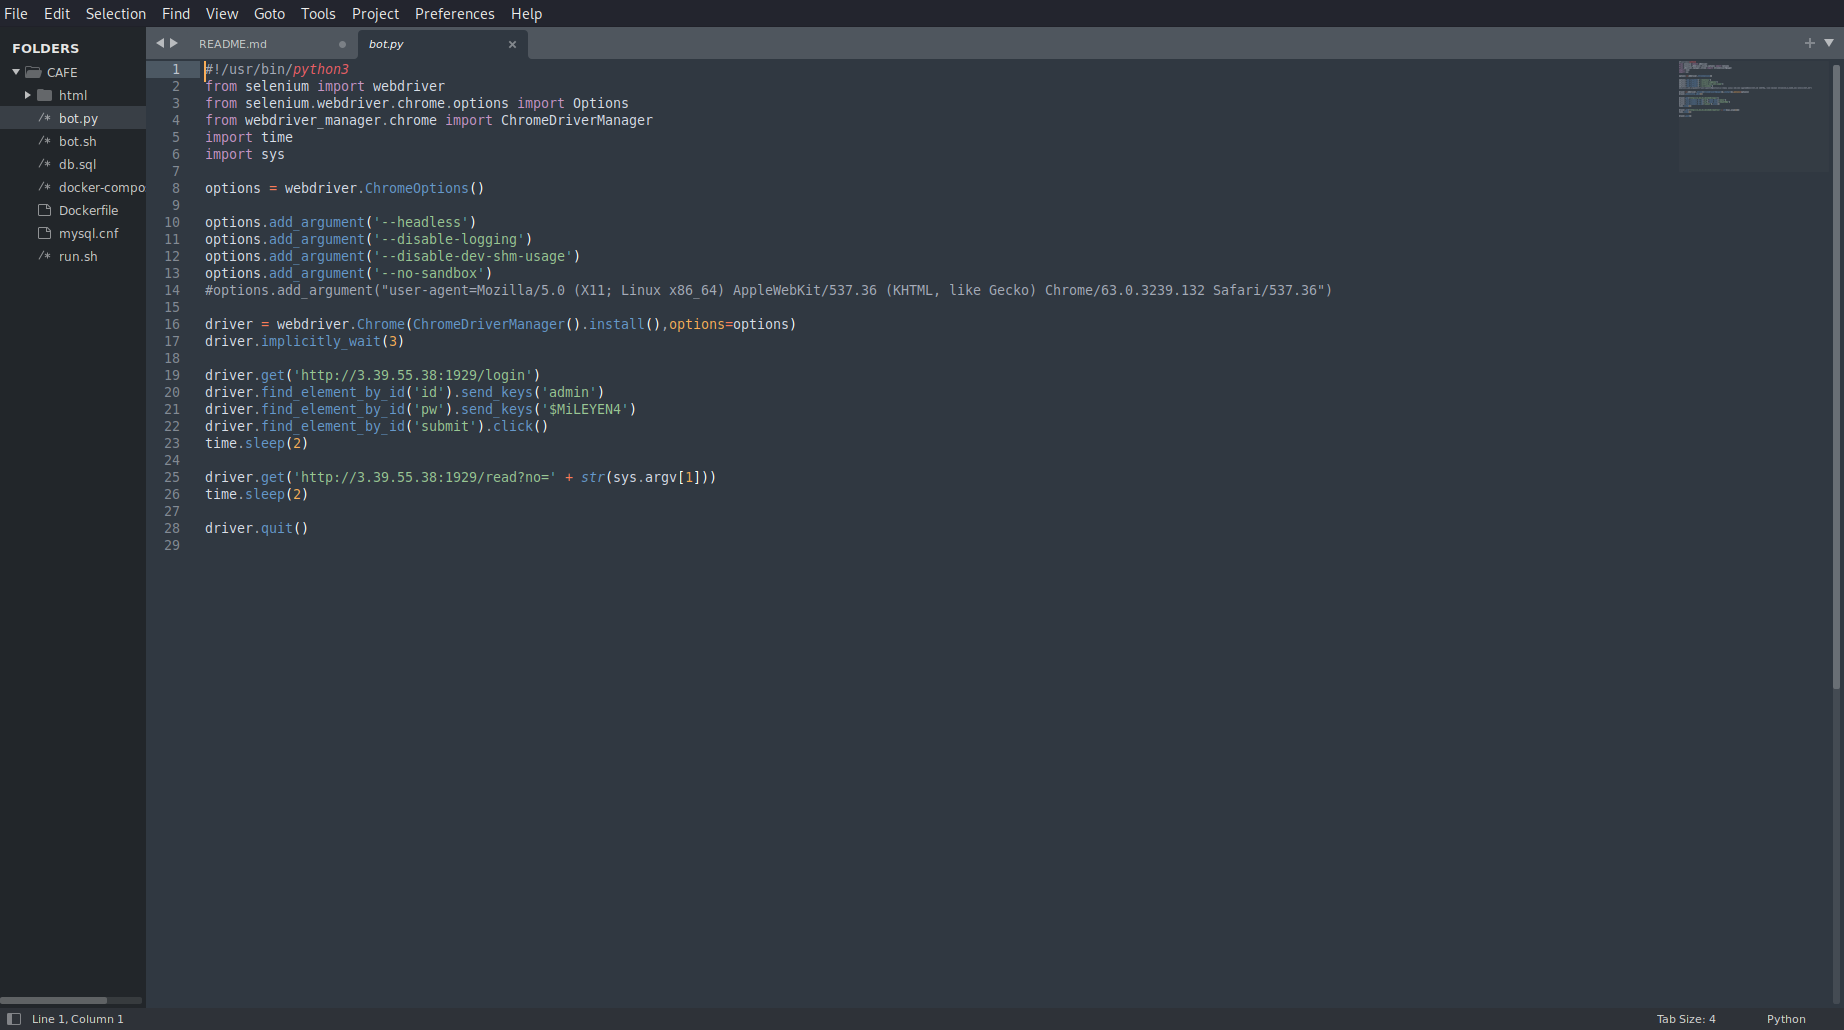 File Edit Selection Find View Goto Tools Project Preferences Help
FOLDERS
CAFE
html
/* bot.py
/* bot.sh
/* db.sql
/* docker-compo
Dockerfile
mysql.cnf
/* run.sh
README.md
bot.py
1 #!/usr/bin/python3
2 from selenium import webdriver
3 from selenium.webdriver.chrome.options import Options
4 from webdriver_manager.chrome import ChromeDriverManager
5 import time
6 import sys
7
8 options = webdriver.ChromeOptions()
9
10 options.add_argument('--headless')
11 options.add_argument('--disable-logging')
12 options.add_argument('--disable-dev-shm-usage')
13 options.add_argument('--no-sandbox')
14 #options.add_argument("user-agent=Mozilla/5.0 (X11; Linux x86_64) AppleWebKit/537.36 (KHTML, like Gecko) Chrome/63.0.3239.132 Safari/537.36")
15
16 driver = webdriver.Chrome(ChromeDriverManager().install(),options=options)
17 driver.implicitly_wait(3)
18
19 driver.get('http://3.39.55.38:1929/login')
20 driver.find_element_by_id('id').send_keys('admin')
21 driver.find_element_by_id('pw').send_keys('$MiLEYEN4')
22 driver.find_element_by_id('submit').click()
23 time.sleep(2)
24
25 driver.get('http://3.39.55.38:1929/read?no=' + str(sys.argv[1]))
26 time.sleep(2)
27
28 driver.quit()
29
Line 1, Column 1
Tab Size: 4
Python